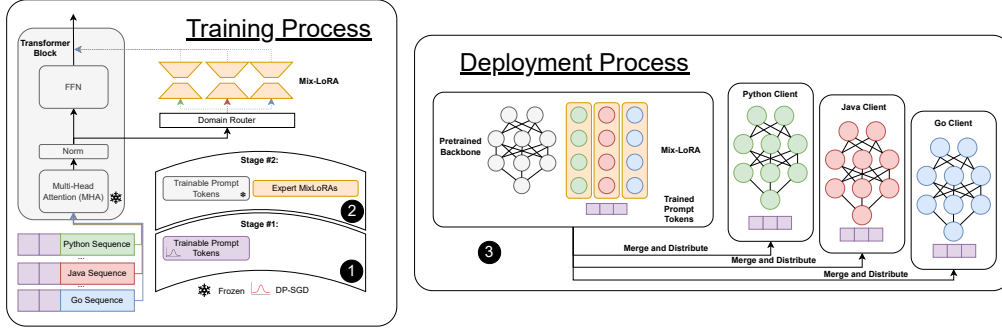 Training Process
Transformer
Block
FFN
Norm
Multi-Head
Attention (MHA)
Mix-LoRA
Domain Router
Stage #2:
Trainable Prompt
Tokens
Expert MixLoRAs
2
Stage #1:
Trainable Prompt
Tokens
1
Python Sequence
...
Java Sequence
...
Go Sequence
Frozen
DP-SGD
Deployment Process
Pretrained
Backbone
Mix-LoRA
Trained
Prompt
Tokens
Python Client
Java Client
Go Client
3
Merge and Distribute
Merge and Distribute
Merge and Distribute